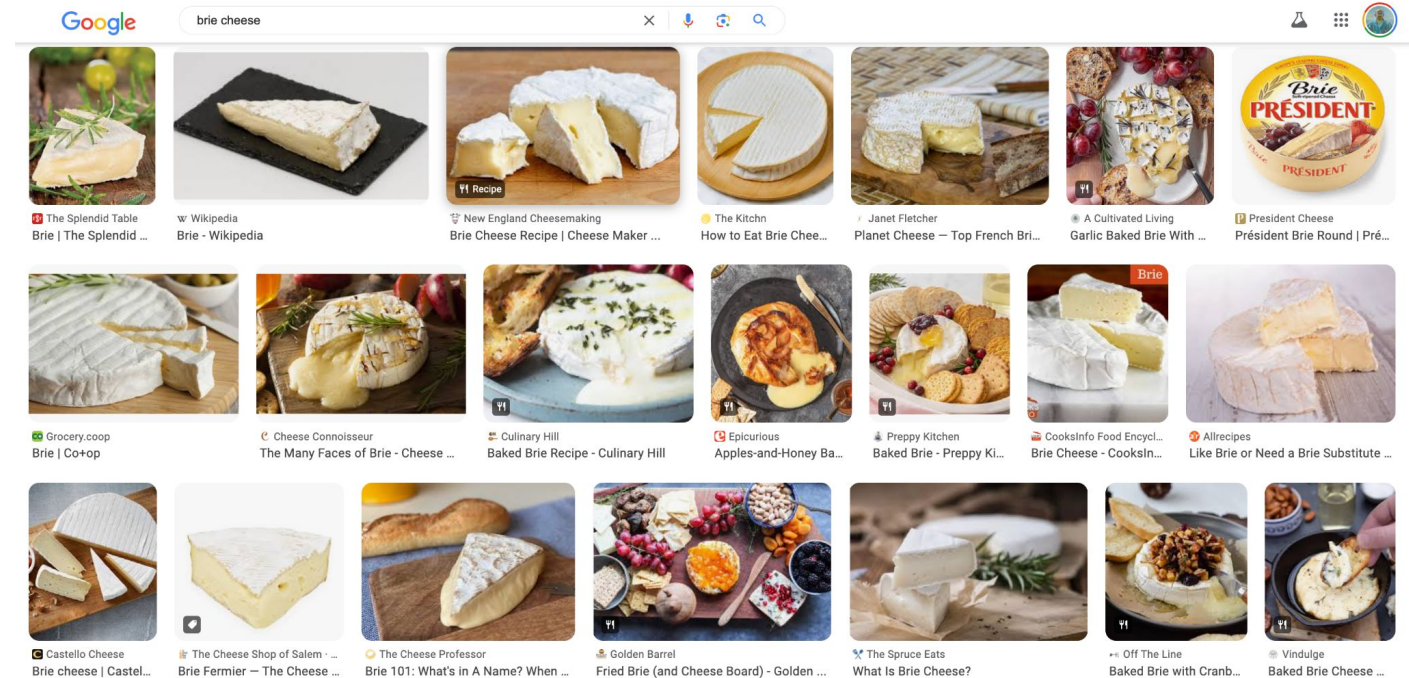 Google
brie cheese
Brie
PRÉSIDENT
Brie
PRÉSIDENT
Recipe
The Splendid Table
Brie | The Splendid ...
W Wikipedia
Brie - Wikipedia
New England Cheesemaking
Brie Cheese Recipe | Cheese Maker ...
The Kitchn
How to Eat Brie Chee...
Janet Fletcher
Planet Cheese — Top French Bri...
A Cultivated Living
Garlic Baked Brie With ...
P President Cheese
Président Brie Round | Pré...
Brie
Grocery.coop
Brie | Co+op
Cheese Connoisseur
The Many Faces of Brie - Cheese ...
Culinary Hill
Baked Brie Recipe - Culinary Hill
Epicurious
Apples-and-Honey Ba...
Preppy Kitchen
Baked Brie - Preppy Ki...
CooksInfo Food Encycl...
Brie Cheese - CooksIn...
Allrecipes
Like Brie or Need a Brie Substitute ...
Castello Cheese
Brie cheese | Castel...
The Cheese Shop of Salem · ...
Brie Fermier — The Cheese ...
The Cheese Professor
Brie 101: What's in A Name? When ...
Golden Barrel
Fried Brie (and Cheese Board) - Golden ...
The Spruce Eats
What Is Brie Cheese?
Off The Line
Baked Brie with Cranb...
Vindulge
Baked Brie Cheese ...